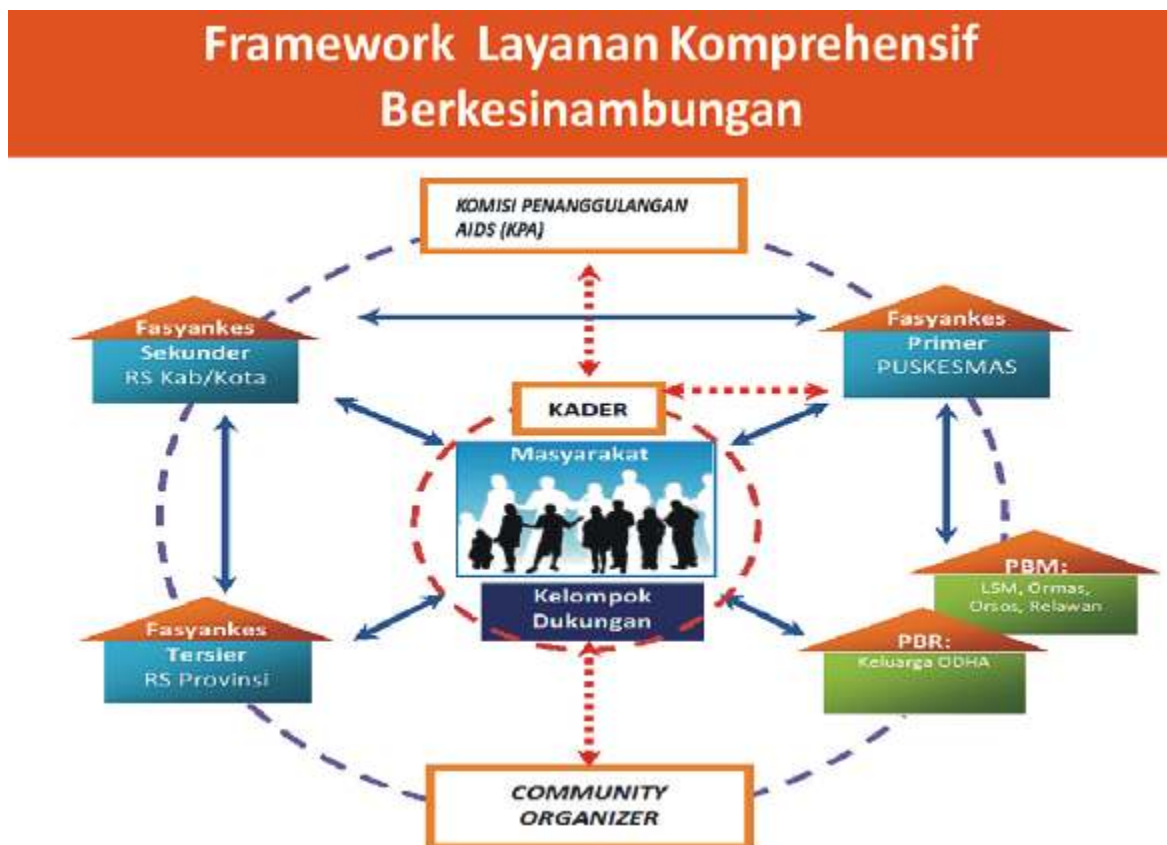 Framework Layanan Komprehensif
Berkesinambungan
KOMISI PENANGGULANGAN
AIDS (KPA)
Fasyankes
Sekunder
RS Kab/Kota
Fasyankes
Primer
PUSKESMAS
KADER
Masyarakat
Kelompok
Dukungan
Fasyankes
Tersier
RS Provinsi
PBM:
LSM, Ormas,
Orsos, Relawan
PBR:
Keluarga ODHA
COMMUNITY
ORGANIZER